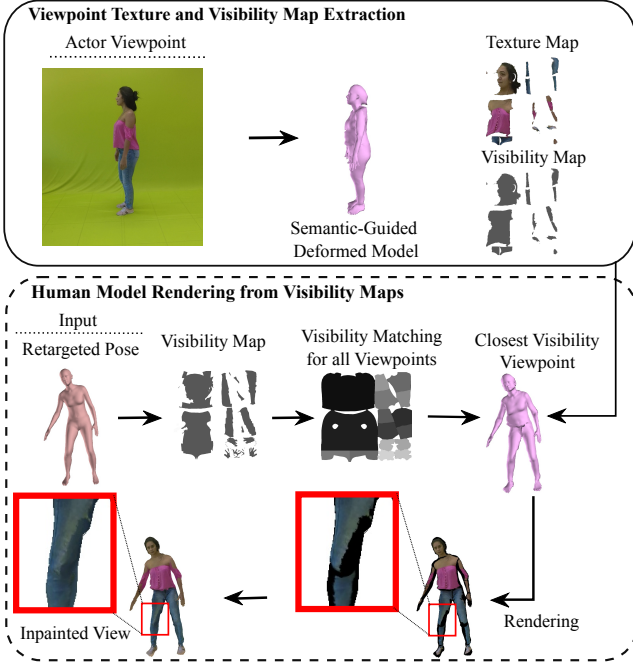 Viewpoint Texture and Visibility Map Extraction
Actor Viewpoint
Texture Map
Visibility Map
Semantic-Guided
Deformed Model
Human Model Rendering from Visibility Maps
Input
Retargeted Pose
Visibility Map
Visibility Matching
for all Viewpoints
Closest Visibility
Viewpoint
Inpainted View
Rendering